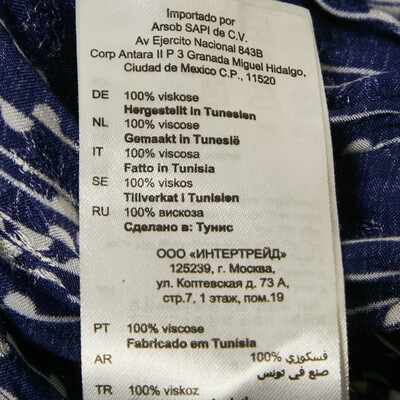 Importado por
Arsob SAPI de C.V.
Av Ejercito Nacional 843B
Corp Antara II P 3 Granada Miguel Hidalgo,
Ciudad de Mexico C.P., 11520
DE 100% viskose
Hergestellt in Tunesien
NL 100% viscose
Gemaakt in Tunesië
IT 100% viscosa
Fatto in Tunisia
SE 100% viskos
Tillverkat i Tunisien
RU 100% вискоза
Сделано в: Тунис
ООО «ИНТЕРТРЕЙД»
125239, г. Москва,
ул. Коптевская д. 73 А,
стр.7, 1 этаж, пом.19
PT 100% viscose
Fabricado em Tunisia
AR فسكوزي %100
صنع في تونس
TR 100% viskoz